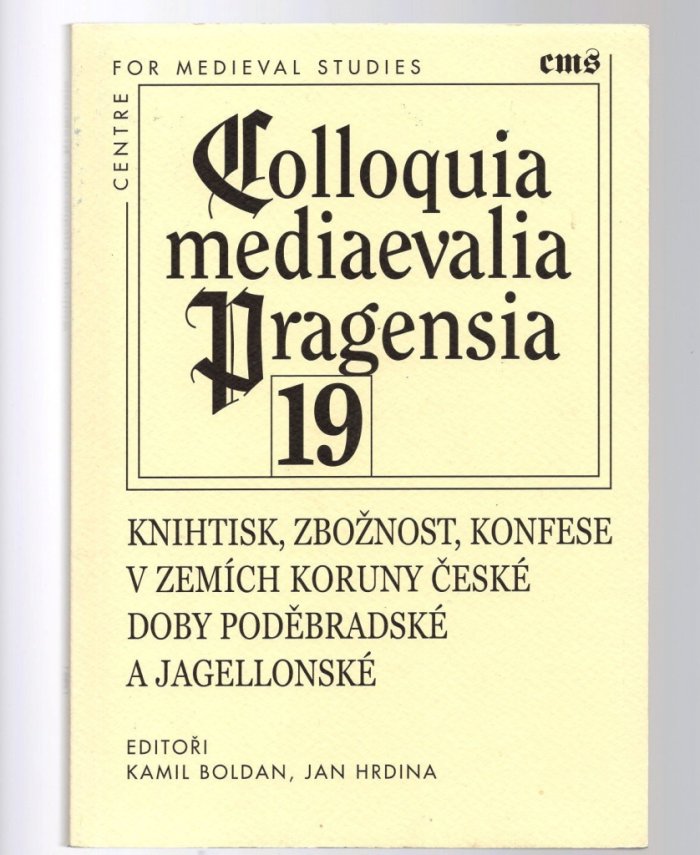 CENTRE
FOR MEDIEVAL STUDIES
cms
Colloquia
mediaevalia
Pragensia
19
KNIHTISK, ZBOŽNOST, KONFESE
V ZEMÍCH KORUNY ČESKÉ
DOBY PODĚBRADSKÉ
A JAGELLONSKÉ
EDITOŘI
KAMIL BOLDAN, JAN HRDINA